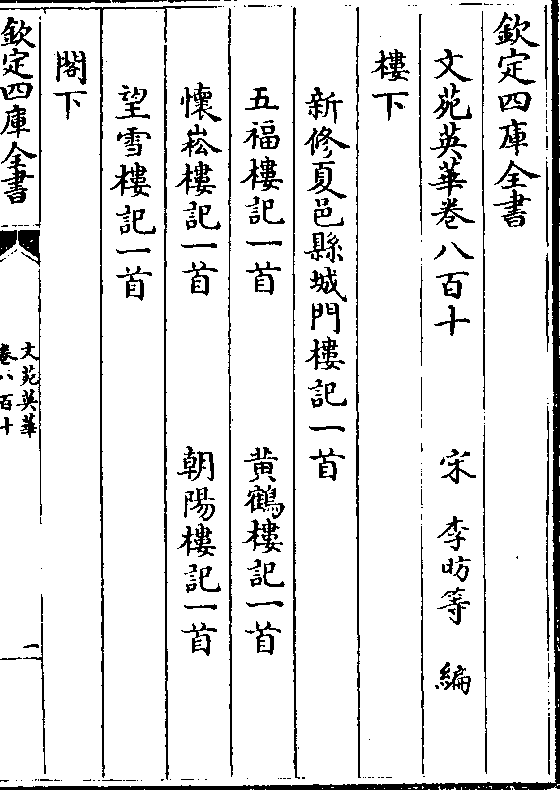 欽定四庫全書
文苑英華卷八百十　宋　李昉等　編
樓下
新修夏邑縣城門樓記一首
五福樓記一首　黄鶴樓記一首
懷崧樓記一首　朝陽樓記一首
望雪樓記一首
閣下
欽定四庫全書
文苑英華
卷八百十
一